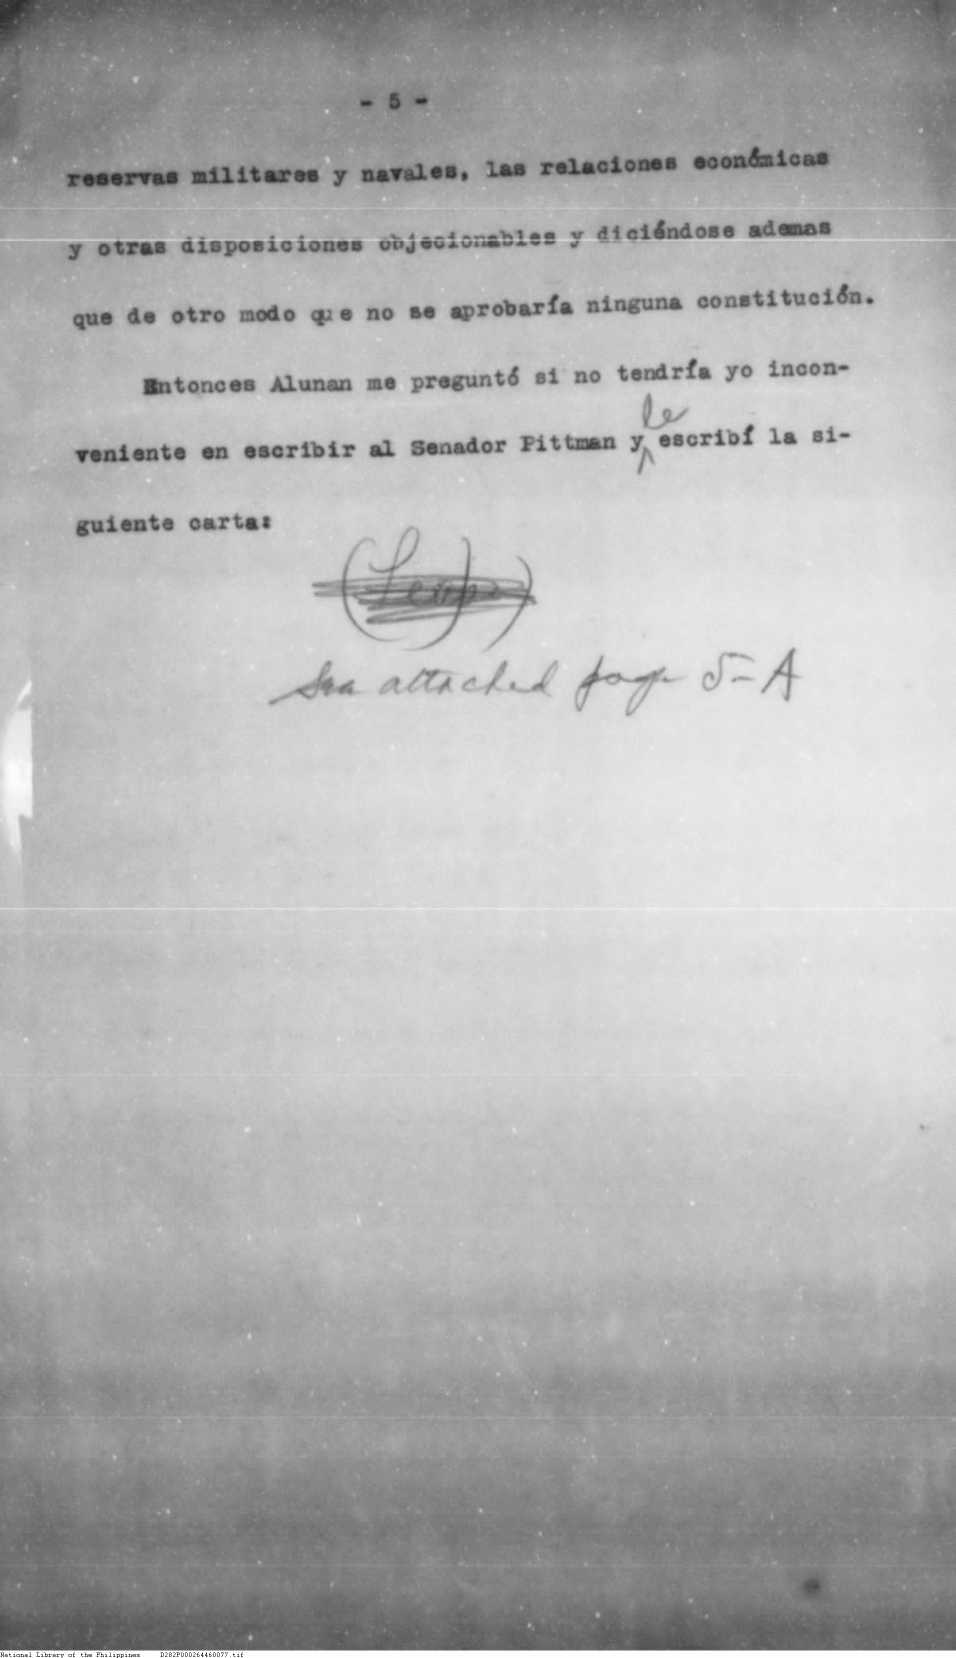 - 5 -
reservas militares y navales, las relaciones económicas
y otras disposiciones objecionables y diciéndose ademas
que de otro modo que no se aprobaría ninguna constitución.
Entonces Alunan me preguntó si no tendría yo incon-
le
veniente en escribir al Senador Pittman y escribí la si-
guiente carta:
See attached page 5-A
National Library of the Philippines D282P000264460077.tif